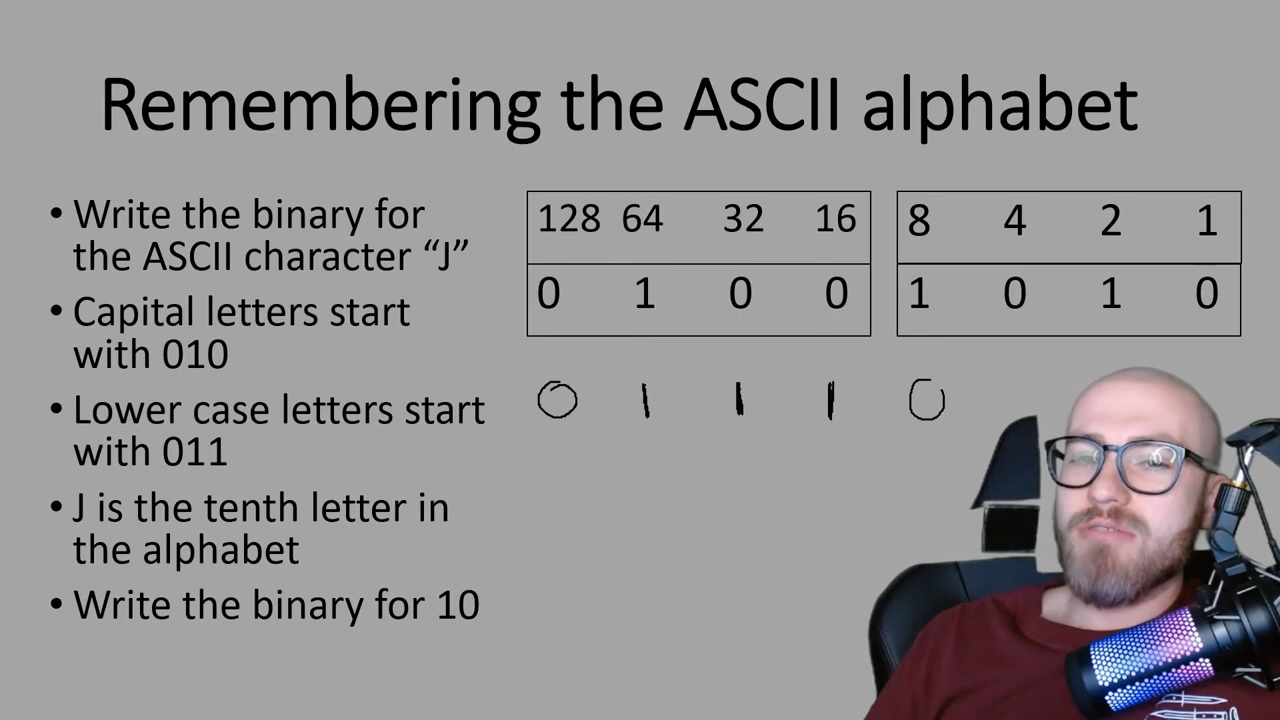 Remembering the ASCII alphabet
• Write the binary for
the ASCII character “J”
• Capital letters start
with 010
• Lower case letters start
with 011
• J is the tenth letter in
the alphabet
• Write the binary for 10
128 64 32 16 8 4 2 1
0 1 0 0 1 0 1 0
0 1 1 1 0